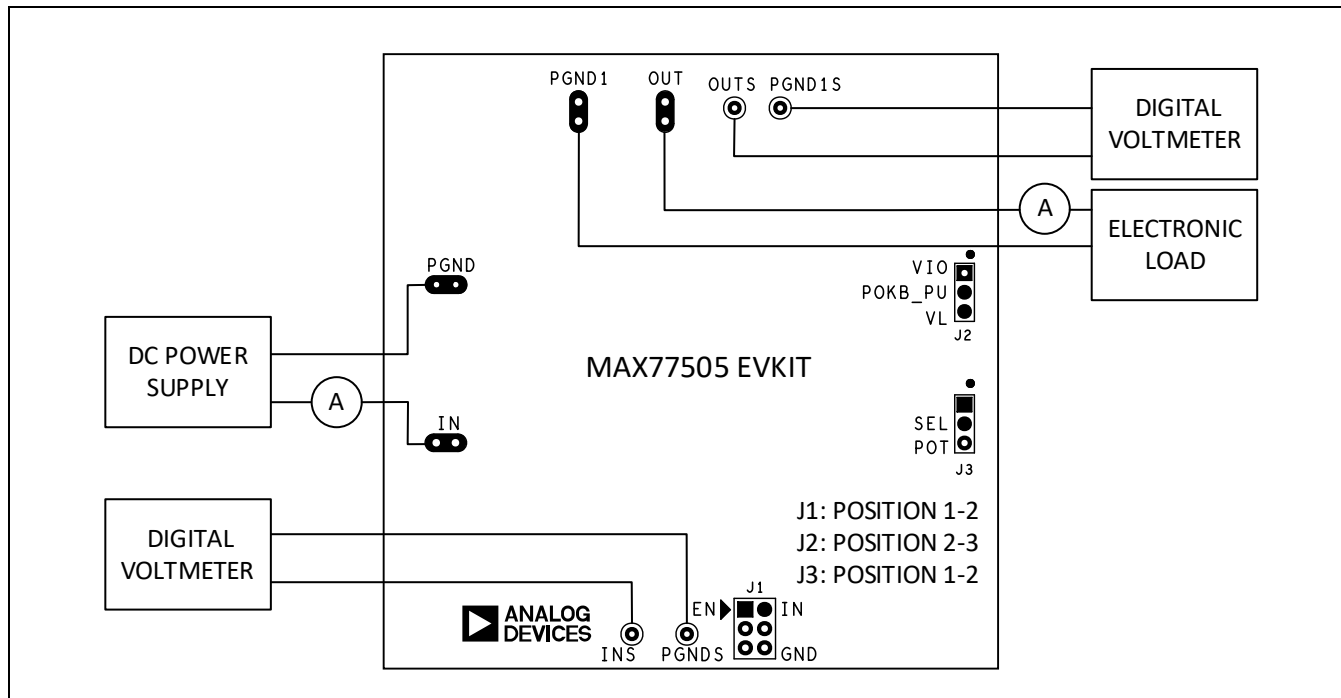 PGND1
OUT
OUTS
PGND1S
DIGITAL
VOLTMETER
A
ELECTRONIC
LOAD
PGND
VIO
POKB_PU
VL
J2
DC POWER
SUPPLY
A
MAX77505 EVKIT
IN
SEL
POT
J3
DIGITAL
VOLTMETER
J1: POSITION 1-2
J2: POSITION 2-3
J3: POSITION 1-2
J1
ANALOG
DEVICES
EN
IN
INS
PGNDS
GND